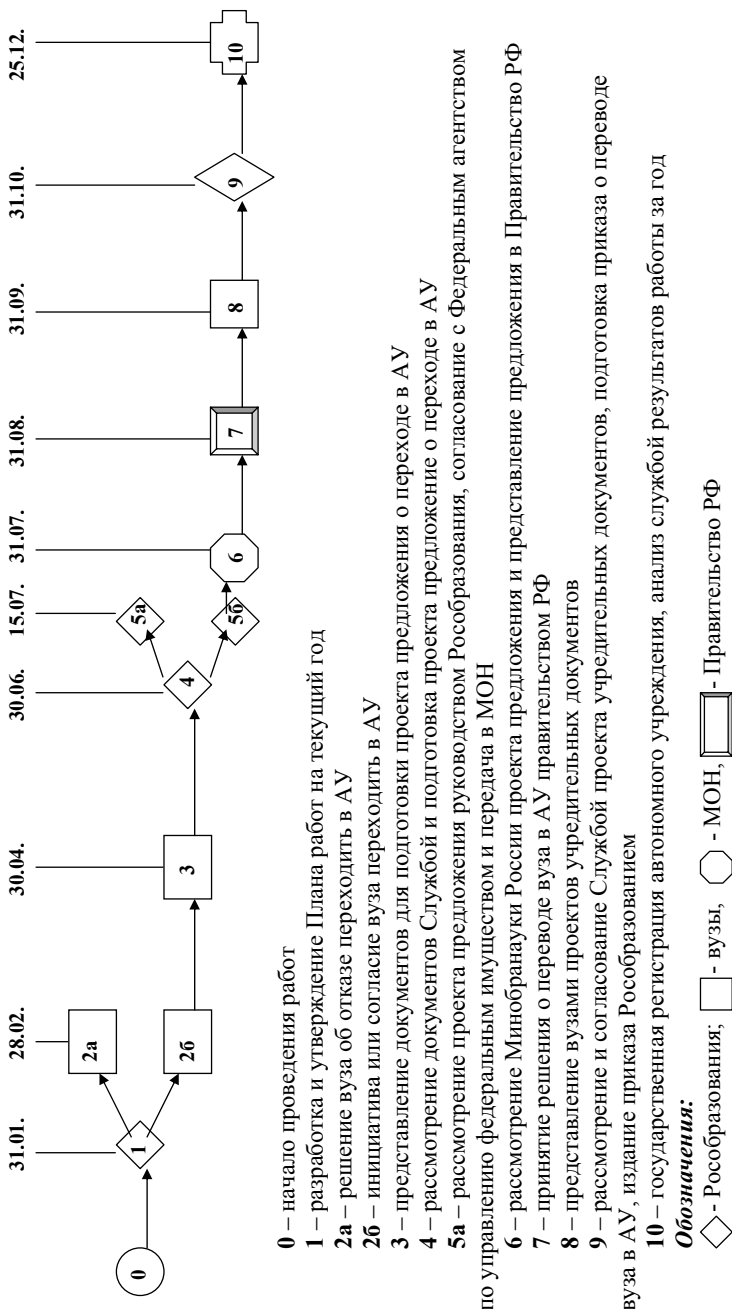 31.01. 28.02. 30.04. 30.06. 15.07. 31.07. 31.08. 31.09. 31.10. 25.12.
2а 5а
0 1 4
2б 3 5б 6 7 8 9 10
0 – начало проведения работ
1 – разработка и утверждение Плана работ на текущий год
2а – решение вуза об отказе переходить в АУ
2б – инициатива или согласие вуза переходить в АУ
3 – представление документов для подготовки проекта предложения о переходе в АУ
4 – рассмотрение документов Службой и подготовка проекта предложение о переходе в АУ
5а – рассмотрение проекта предложения руководством Рособразования, согласование с Федеральным агентством
по управлению федеральным имуществом и передача в МОН
6 – рассмотрение Минобранауки России проекта предложения и представление предложения в Правительство РФ
7 – принятие решения о переводе вуза в АУ правительством РФ
8 – представление вузами проектов учредительных документов
9 – рассмотрение и согласование Службой проекта учредительных документов, подготовка приказа о переводе
вуза в АУ, издание приказа Рособразованием
10 – государственная регистрация автономного учреждения, анализ службой результатов работы за год
Обозначения:
- Рособразования; - вузы, - МОН, - Правительство РФ